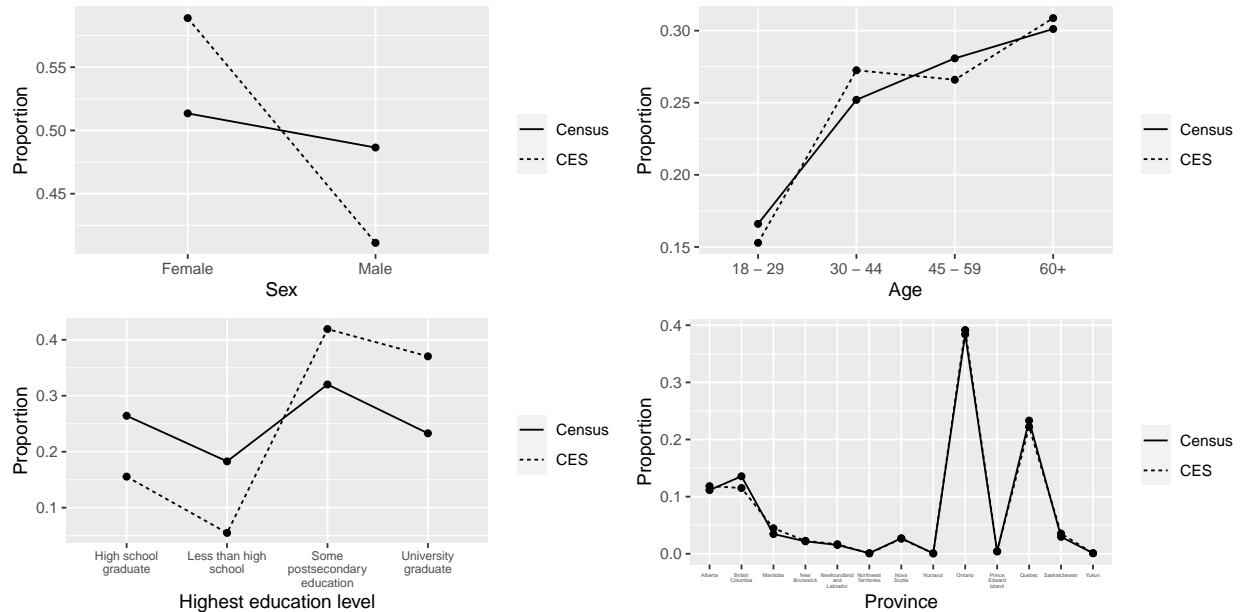 Proportion
0.55
0.50
0.45
Female
Male
Sex
Census
CES
Proportion
0.30
0.25
0.20
0.15
18 – 29
30 – 44
45 – 59
60+
Age
Census
CES
Proportion
0.4
0.3
0.2
0.1
High school
graduate
Less than high
school
Some
postsecondary
education
University
graduate
Highest education level
Census
CES
Proportion
0.4
0.3
0.2
0.1
0.0
Alberta
British
Columbia
Manitoba
New
Brunswick
Newfoundland
and
Labrador
Northwest
Territories
Nova
Scotia
Nunavut
Ontario
Prince
Edward
Island
Quebec
Saskatchewan
Yukon
Province
Census
CES